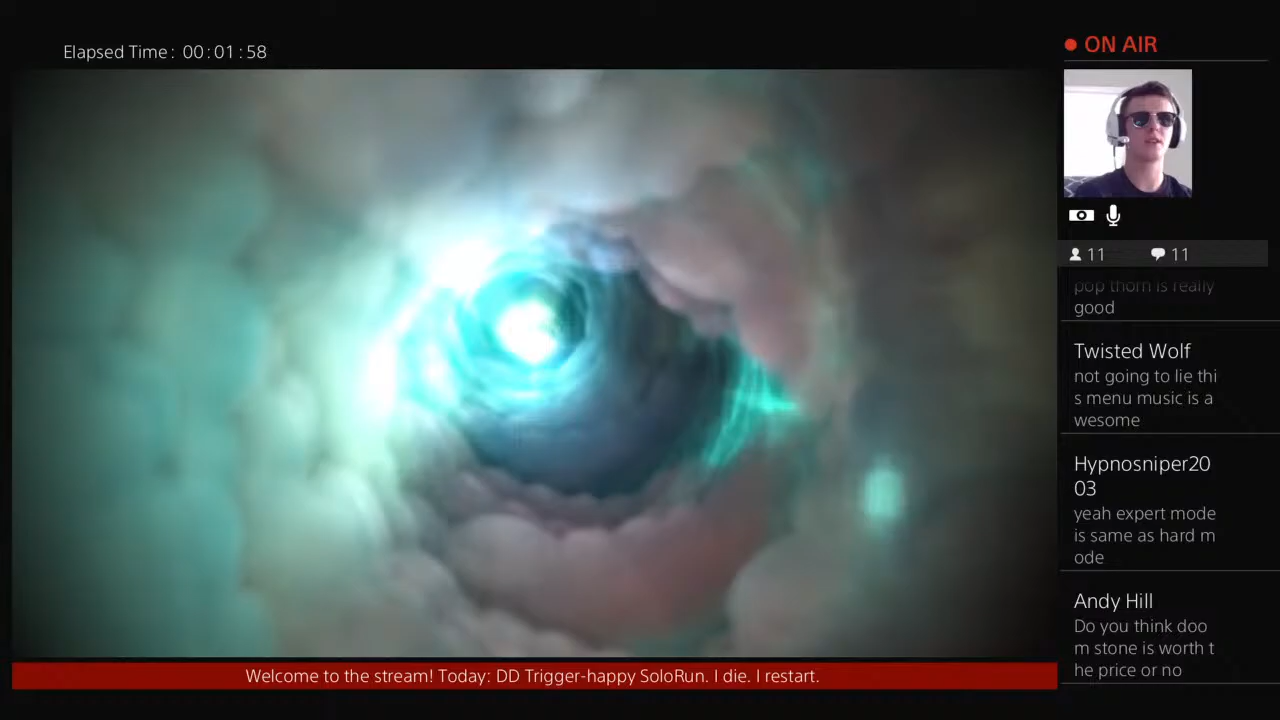 Elapsed Time: 00:01:58
ON AIR
11
11
pop thorn is really
good
Twisted Wolf
not going to lie thi
s menu music is a
wesome
Hypnosniper20
03
yeah expert mode
is same as hard m
ode
Andy Hill
Do you think doo
m stone is worth t
he price or no
Welcome to the stream! Today: DD Trigger-happy SoloRun. I die. I restart.